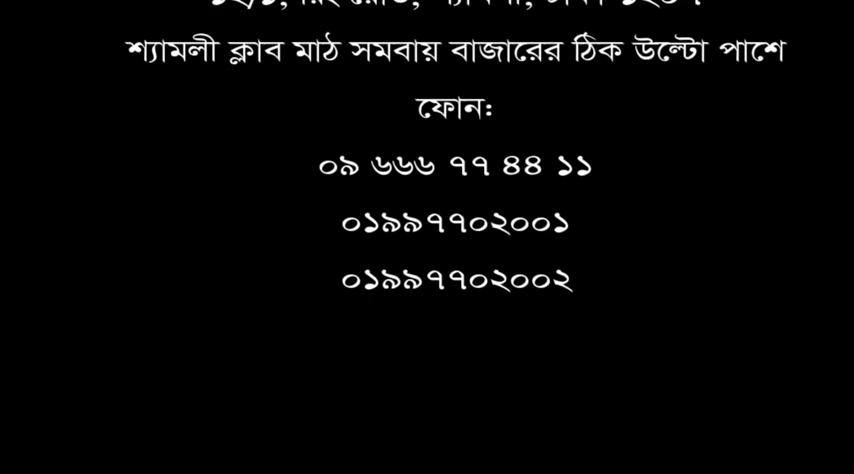 শ্যামলী ক্লাব মাঠ সমবায় বাজারের ঠিক উল্টো পাশে
ফোনঃ
০৯ ৬৬৬ ৭৭ ৪৪ ১১
০১৯৯৭৭০২০০১
০১৯৯৭৭০২০০২